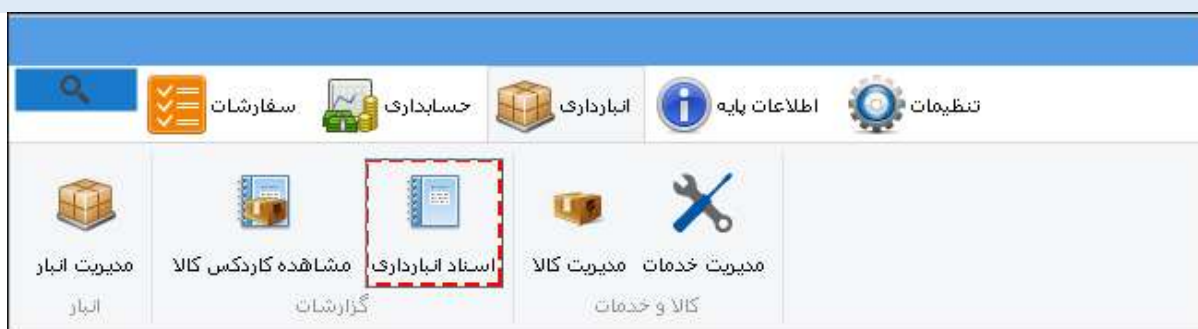 تنظیمات اطلاعات پایه انبارداری حسابداری سفارشات
مدیریت خدمات مدیریت کالا اسناد انبارداری مشاهده کاردکس کالا مدیریت انبار
کالا و خدمات گزارشات انبار